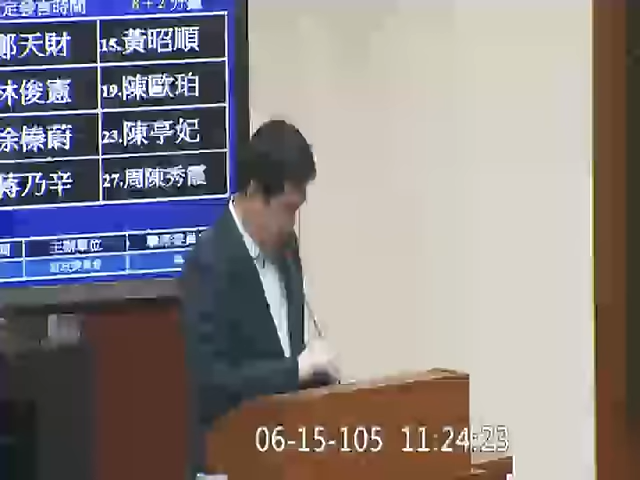 定發言時間 8+2分鐘
鄭天財 15.黃昭順
林俊憲 19.陳歐珀
徐榛蔚 23.陳亭妃
蔣乃辛 27.周陳秀霞
主辦單位
06-15-105 11:24:23